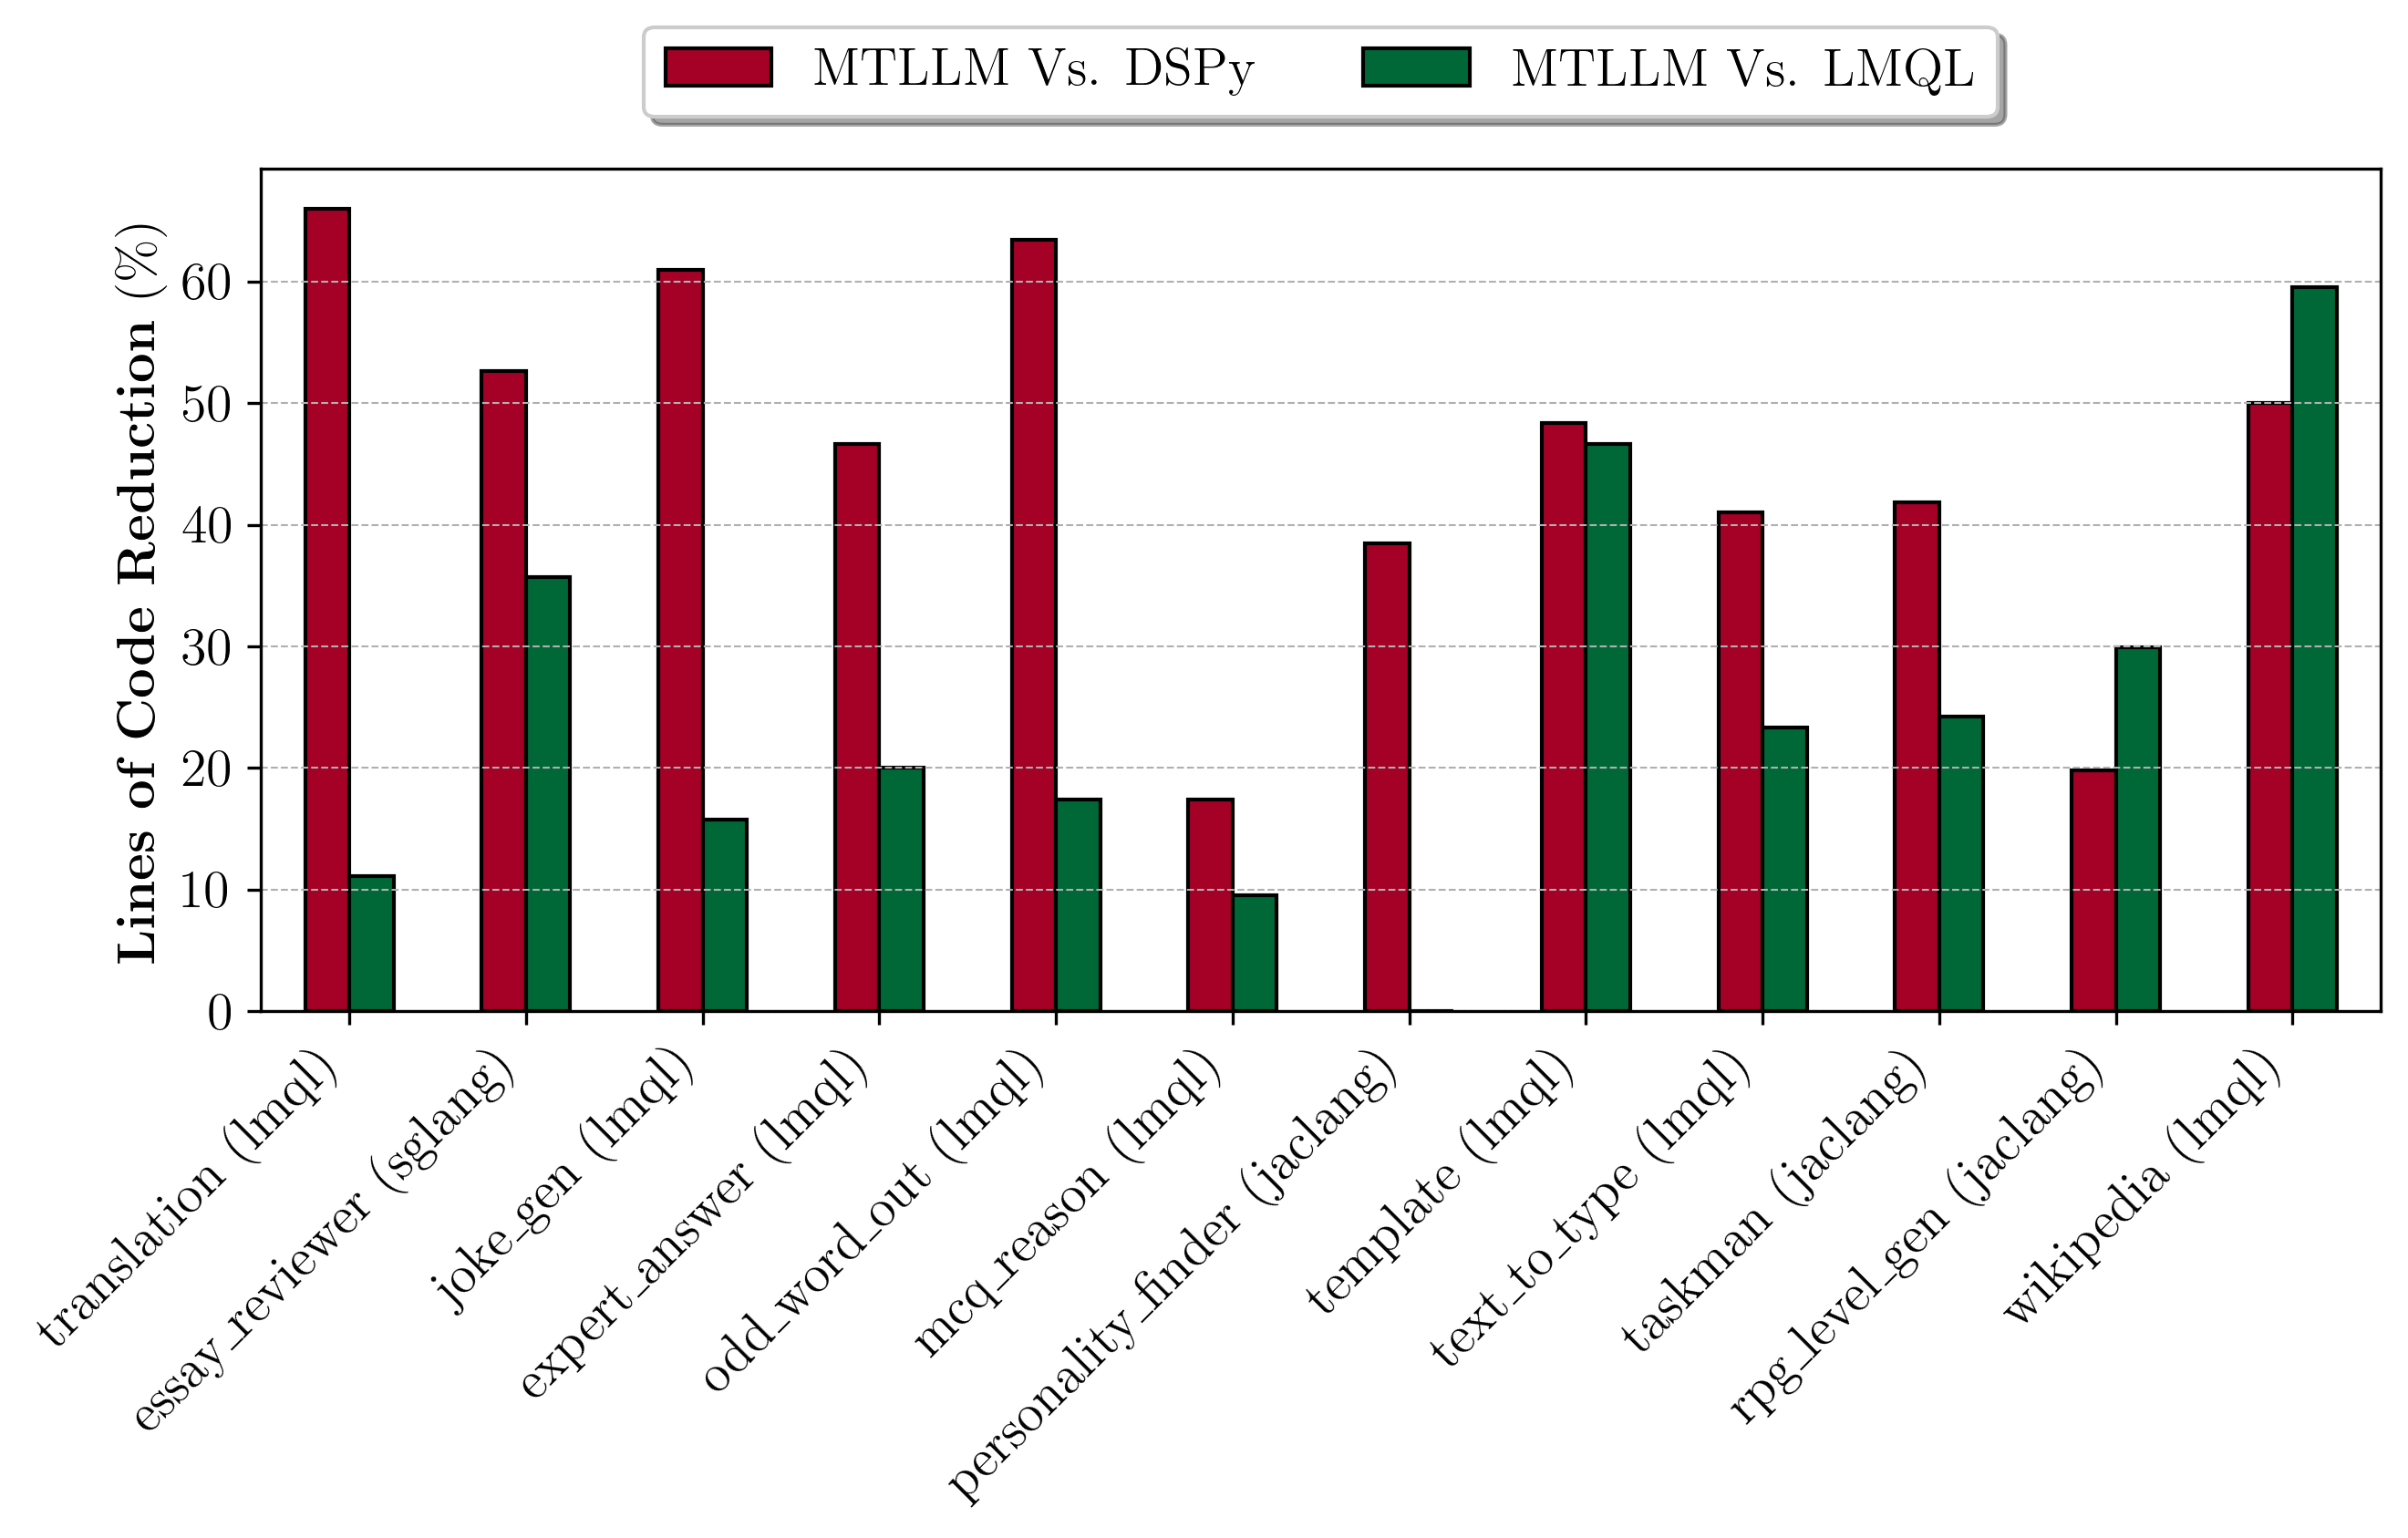 MTLLM Vs. DSPy
MTLLM Vs. LMQL
Lines of Code Reduction (%)
60
50
40
30
20
10
0
translation (lmql)
essay_reviewer (sglang)
joke_gen (lmql)
expert_answer (lmql)
odd_word_out (lmql)
mcq_reason (lmql)
personality_finder (jaclang)
template (lmql)
text_to_type (lmql)
taskman (jaclang)
rpg_level_gen (jaclang)
wikipedia (lmql)